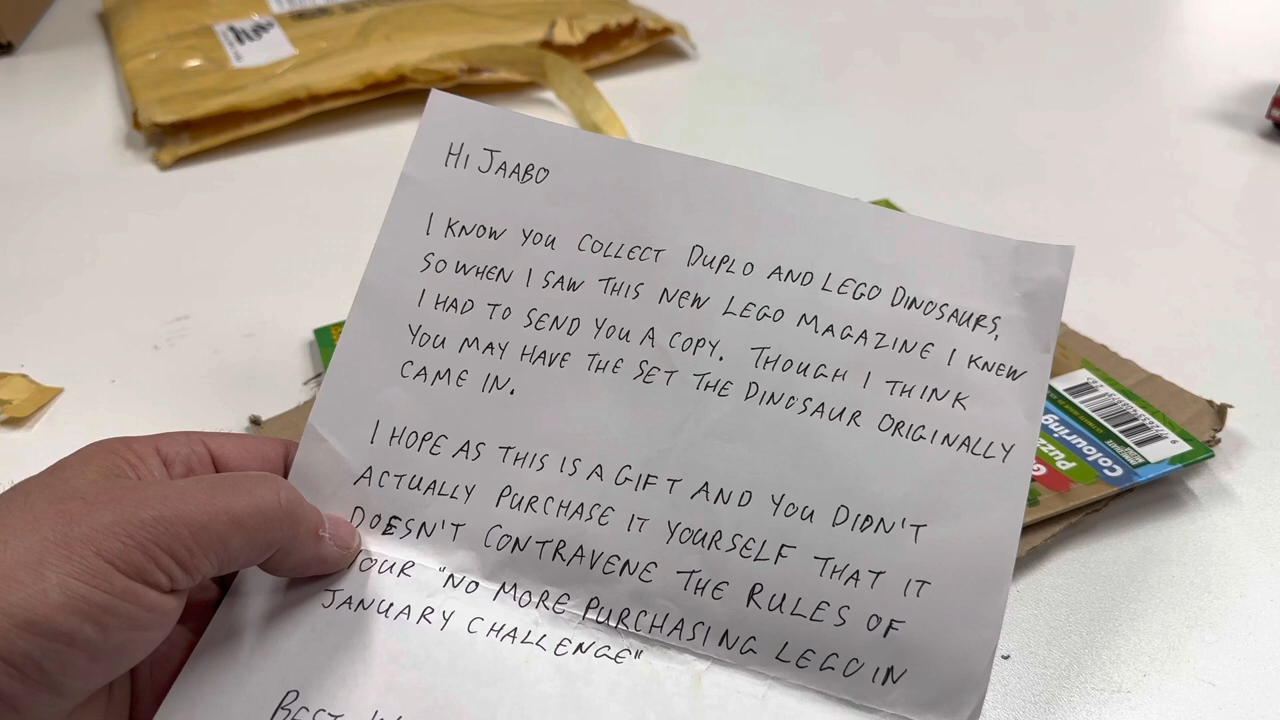 HI JAABO
I KNOW YOU COLLECT DUPLO AND LEGO DINOSAURS,
SO WHEN I SAW THIS NEW LEGO MAGAZINE I KNEW
I HAD TO SEND YOU A COPY. THOUGH I THINK
YOU MAY HAVE THE SET THE DINOSAUR ORIGINALLY
CAME IN.
I HOPE AS THIS IS A GIFT AND YOU DIDN'T
ACTUALLY PURCHASE IT YOURSELF THAT IT
DOESN'T CONTRAVENE THE RULES OF
YOUR "NO MORE PURCHASING LEGO IN
JANUARY CHALLENGE"
BEST
Colouring
Puzz